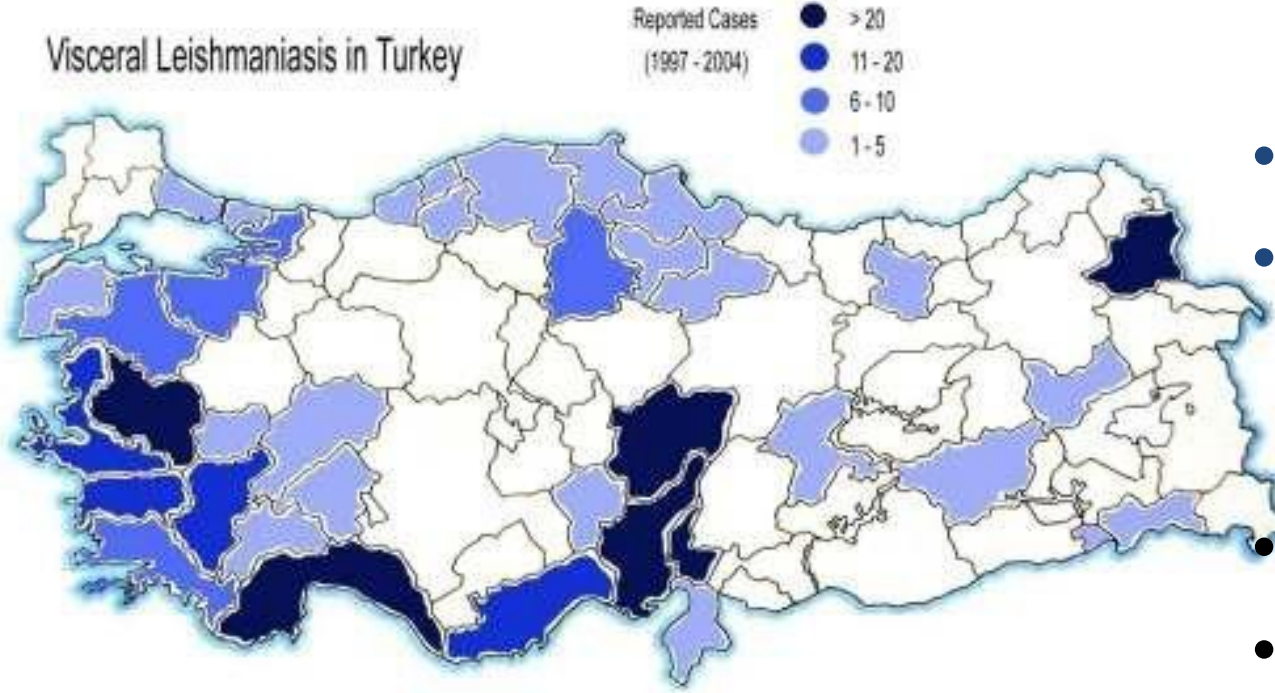 Visceral Leishmaniasis in Turkey
Reported Cases
(1997 - 2004)
> 20
11 - 20
6 - 10
1 - 5